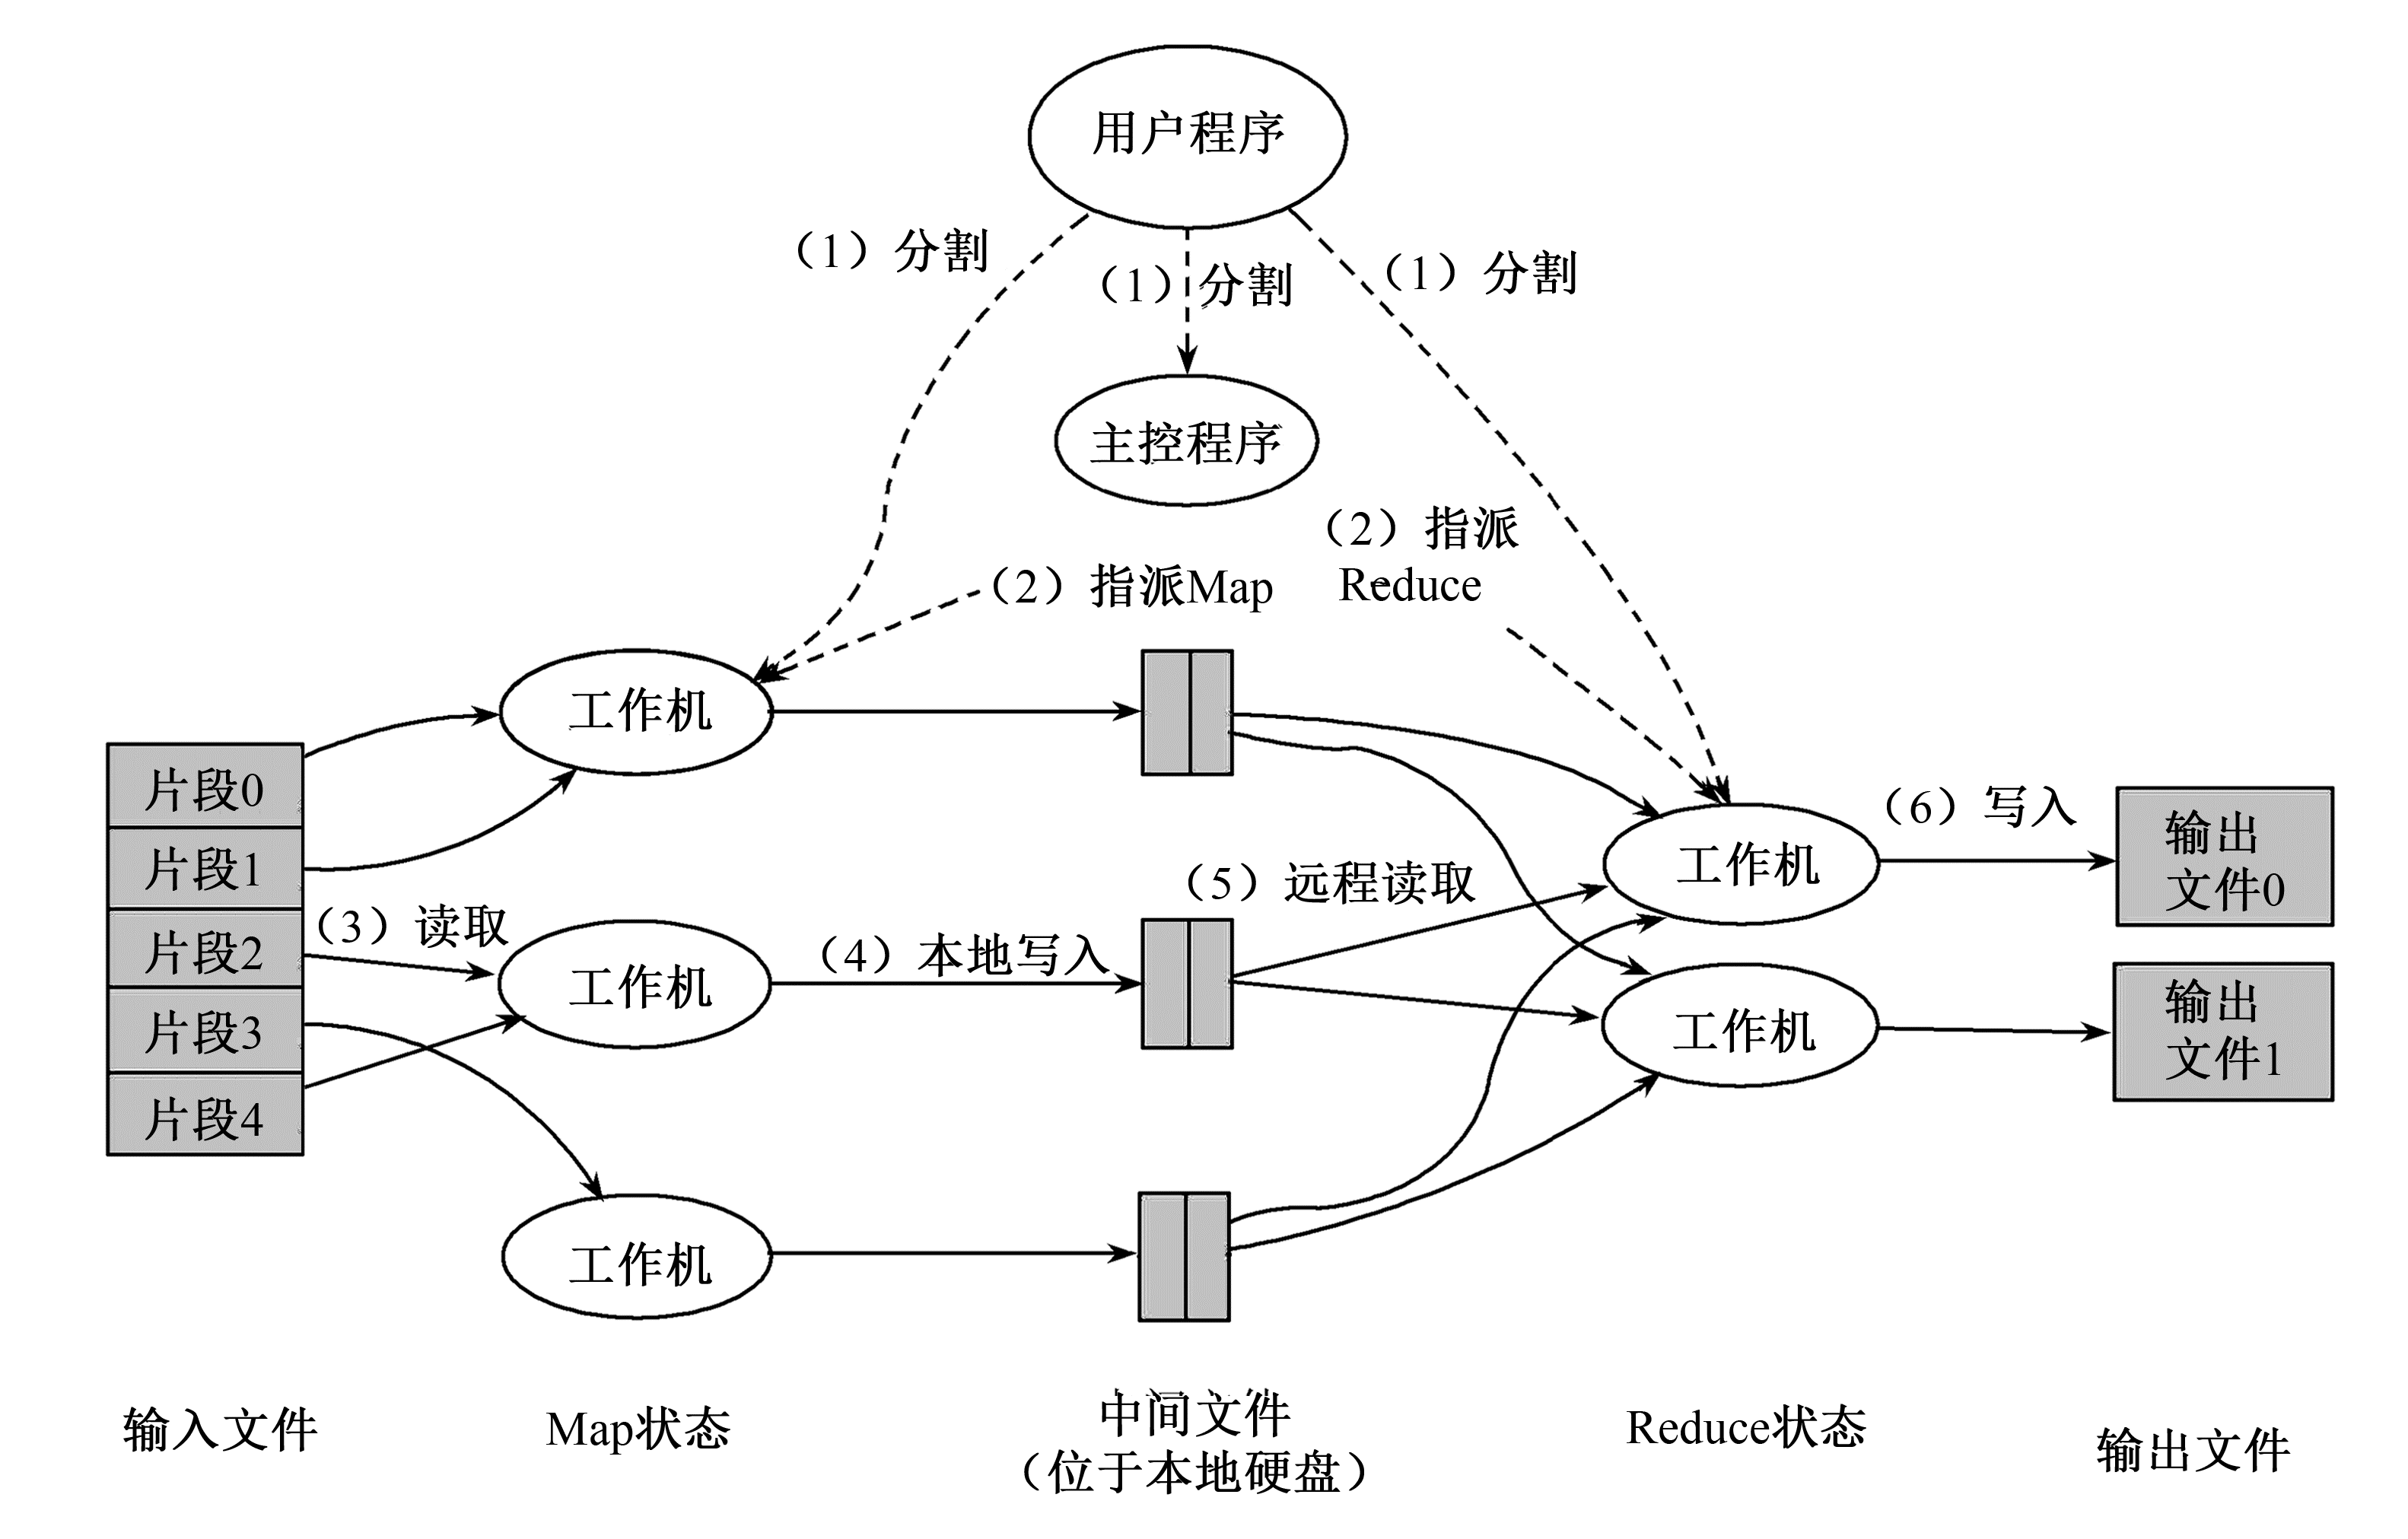 用户程序
（1）分割
（1）分割
（1）分割
主控程序
（2）指派Map
（2）指派
Reduce
工作机
工作机
工作机
片段0
片段1
片段2
片段3
片段4
（3）读取
（4）本地写入
（5）远程读取
工作机
工作机
（6）写入
输出
文件0
输出
文件1
输入文件
Map状态
中间文件
（位于本地硬盘）
Reduce状态
输出文件